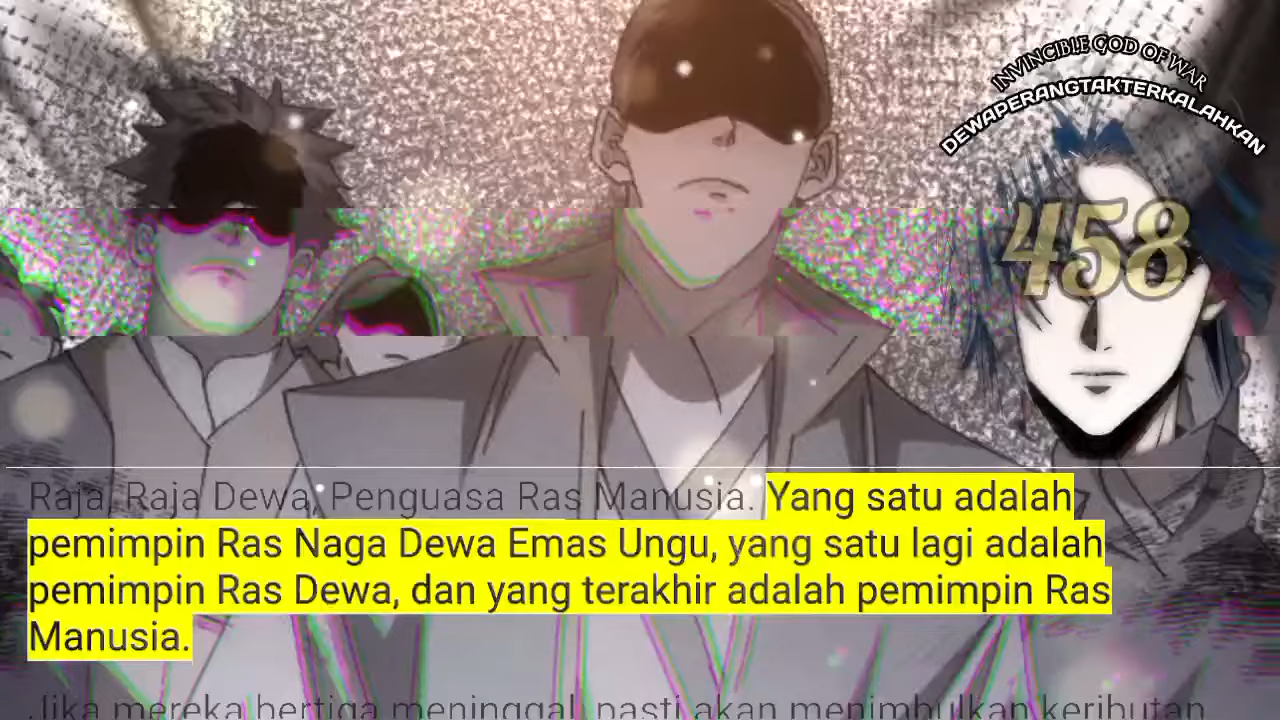 INVINCIBLE GOD OF WAR
DEWAPERANGTAKTERKALAHKAN
458
Raja, Raja Dewa, Penguasa Ras Manusia. Yang satu adalah
pemimpin Ras Naga Dewa Emas Ungu, yang satu lagi adalah
pemimpin Ras Dewa, dan yang terakhir adalah pemimpin Ras
Manusia.
Jika mereka bertiga meninggal, pasti akan menimbulkan keributan